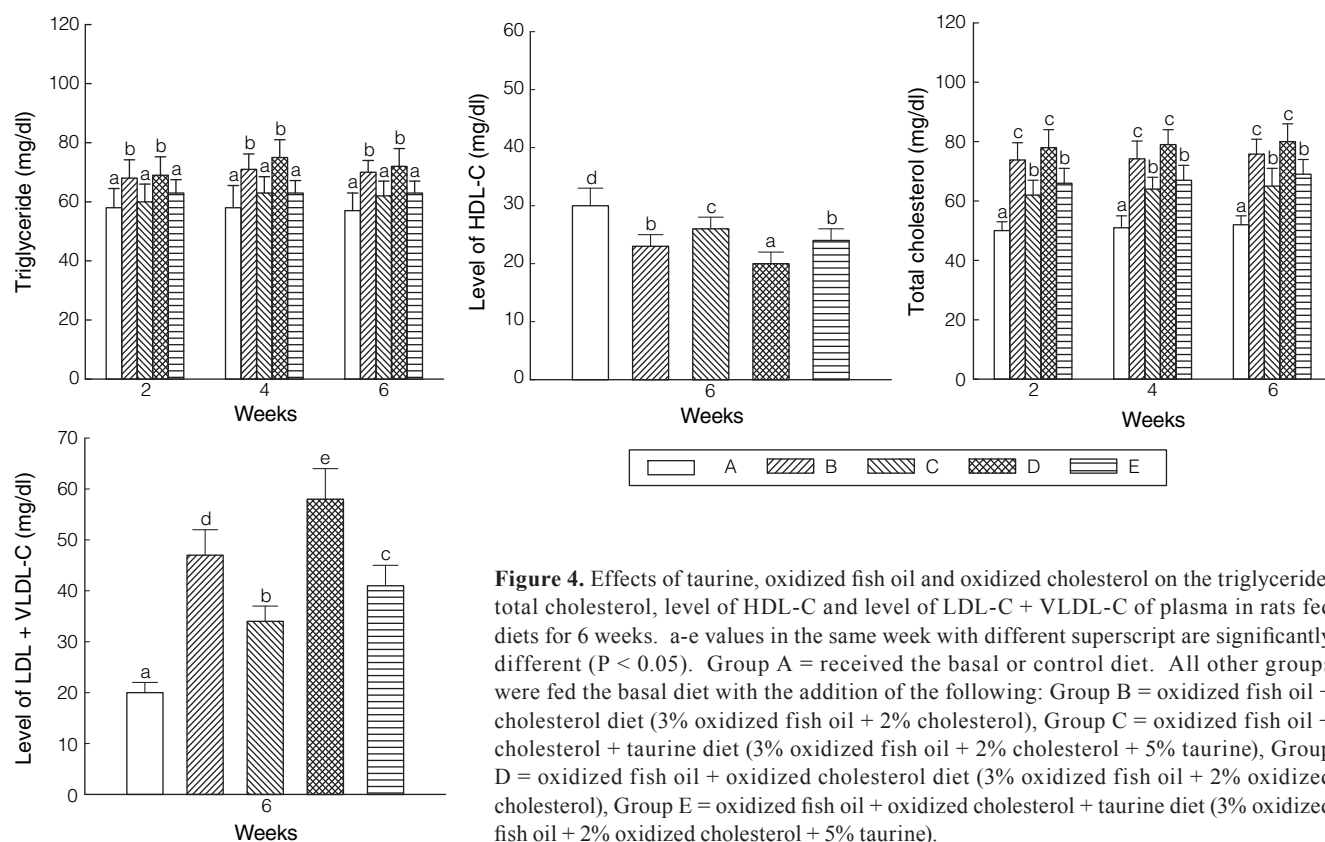 120
100
80
60
40
20
0
Triglyceride (mg/dl)
a b a b a
a b a b a
a b a b a
2 4 6
Weeks
60
50
40
30
20
10
0
Level of HDL-C (mg/dl)
d b c a b
6
Weeks
120
100
80
60
40
20
0
Total cholesterol (mg/dl)
a c b c b
a c b c b
a c b c b
2 4 6
Weeks
A B C D E
70
60
50
40
30
20
10
0
Level of LDL + VLDL-C (mg/dl)
a d b e c
6
Weeks
Figure 4. Effects of taurine, oxidized fish oil and oxidized cholesterol on the triglyceride
total cholesterol, level of HDL-C and level of LDL-C + VLDL-C of plasma in rats fed
diets for 6 weeks. a-e values in the same week with different superscript are significantly
different (P < 0.05). Group A = received the basal or control diet. All other group
were fed the basal diet with the addition of the following: Group B = oxidized fish oil +
cholesterol diet (3% oxidized fish oil + 2% cholesterol), Group C = oxidized fish oil +
cholesterol + taurine diet (3% oxidized fish oil + 2% cholesterol + 5% taurine), Group
D = oxidized fish oil + oxidized cholesterol diet (3% oxidized fish oil + 2% oxidized
cholesterol), Group E = oxidized fish oil + oxidized cholesterol + taurine diet (3% oxidized
fish oil + 2% oxidized cholesterol + 5% taurine).